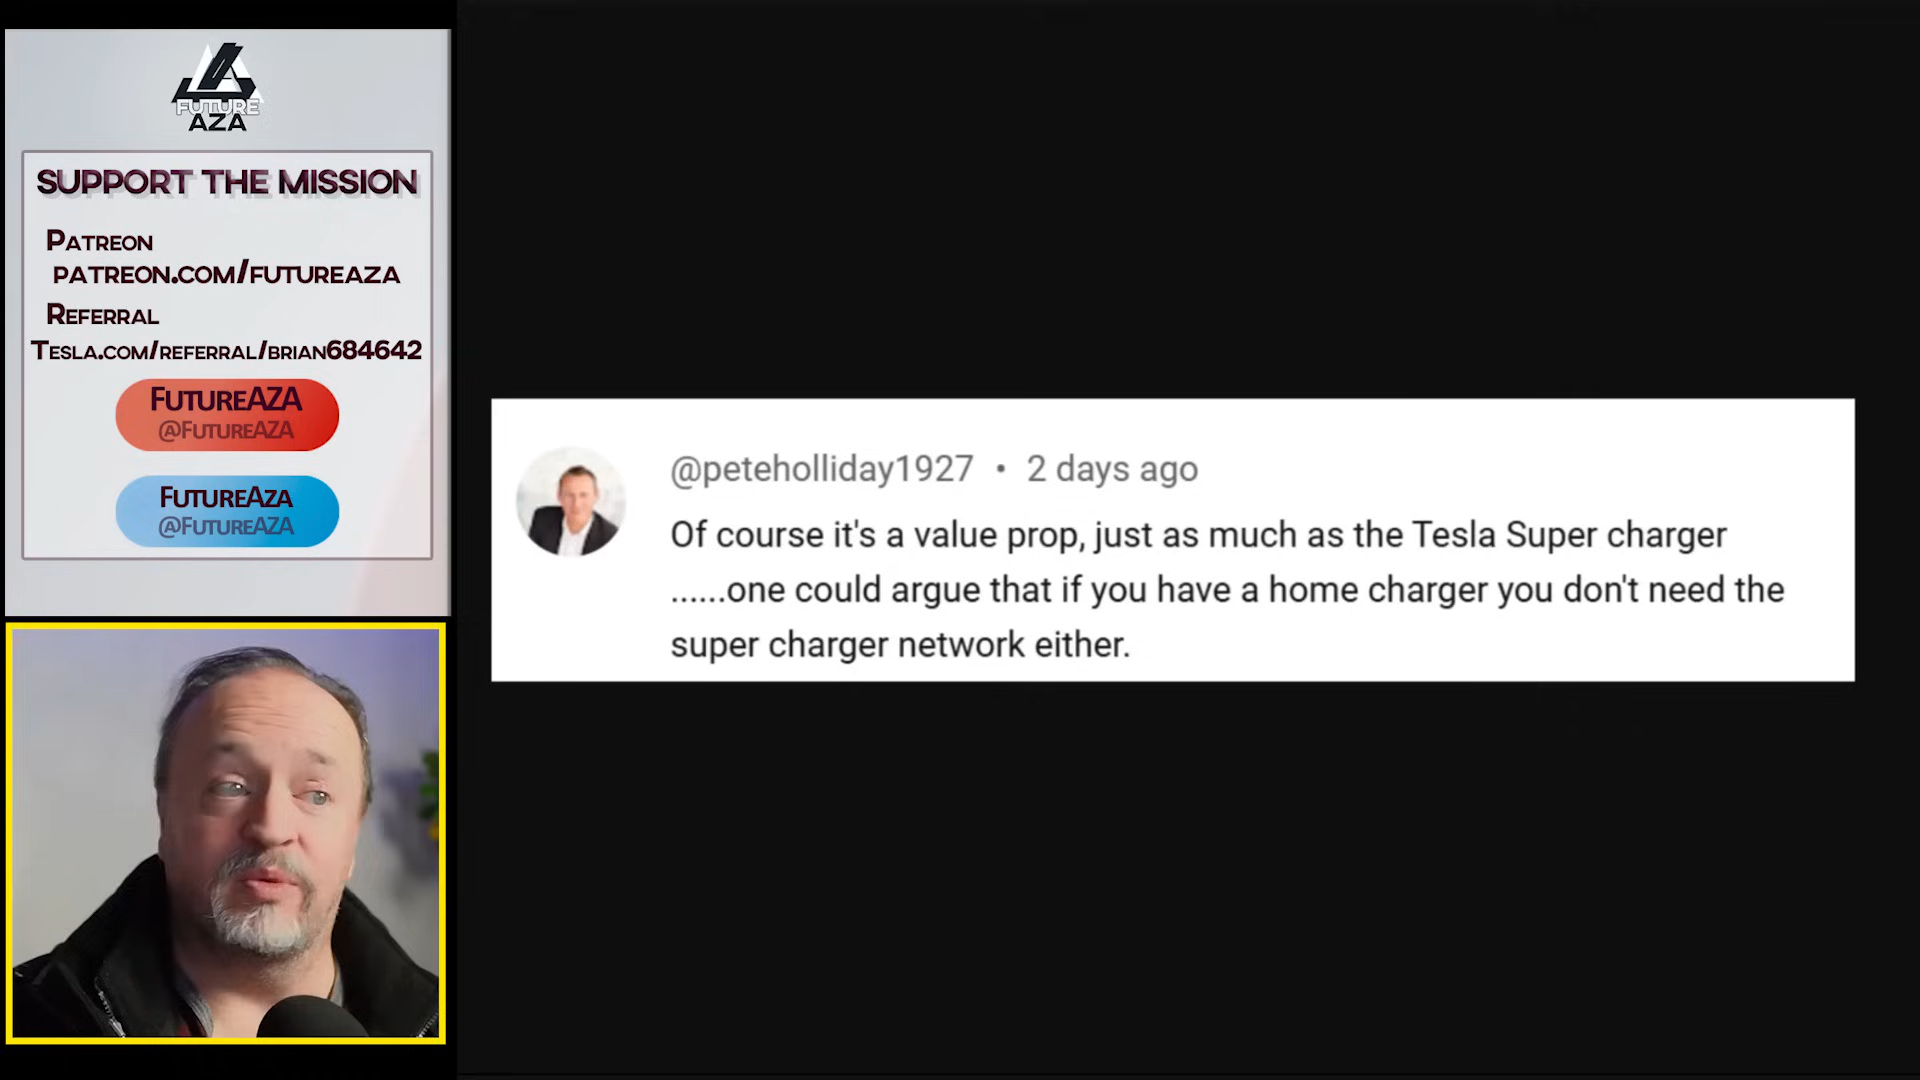 FUTURE
AZA
SUPPORT THE MISSION
PATREON
PATREON.COM/FUTUREAZA
REFERRAL
TESLA.COM/REFERRAL/BRIAN684642
FUTUREAZA
@FUTUREAZA
FUTUREAZA
@FUTUREAZA
@peteholliday1927 • 2 days ago
Of course it's a value prop, just as much as the Tesla Super charger
......one could argue that if you have a home charger you don't need the
super charger network either.